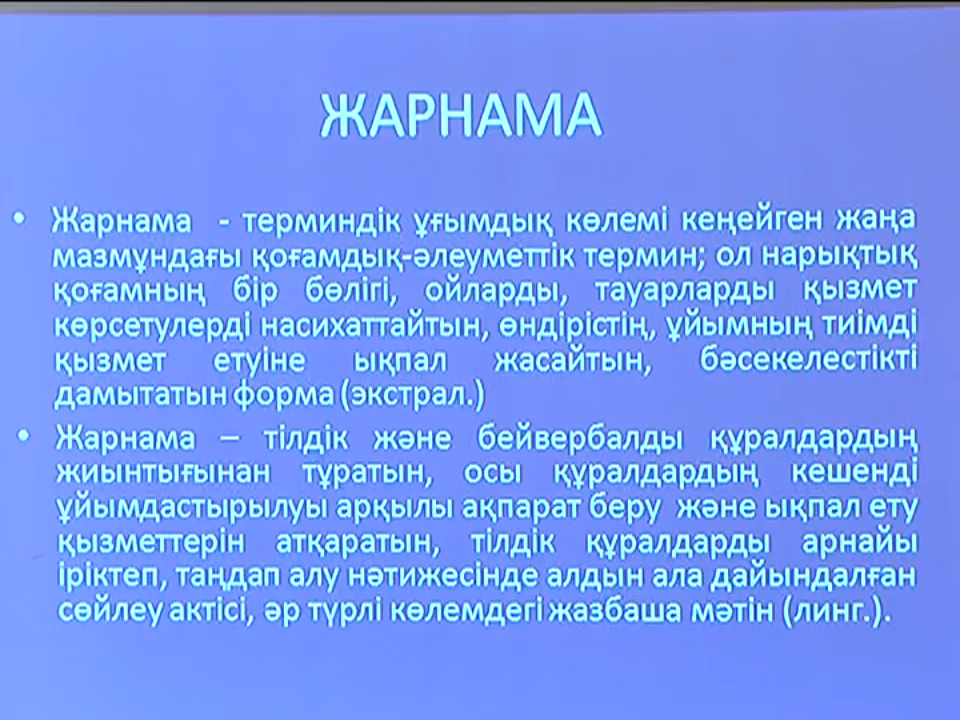 ЖАРНАМА
• Жарнама - терминдік ұғымдық көлемі кеңейген жаңа
мазмұндағы қоғамдық-әлеуметтік термин; ол нарықтық
қоғамның бір бөлігі, ойларды, тауарларды қызмет
көрсетулерді насихаттайтын, өндірістің, ұйымның тиімді
қызмет етуіне ықпал жасайтын, бәсекелестікті
дамытатын форма (экстрал.)
• Жарнама – тілдік және бейвербалды құралдардың
жиынтығынан тұратын, осы құралдардың кешенді
ұйымдастырылуы арқылы ақпарат беру және ықпал ету
қызметтерін атқаратын, тілдік құралдарды арнайы
іріктеп, таңдап алу нәтижесінде алдын ала дайындалған
сөйлеу актісі, әр түрлі көлемдегі жазбаша мәтін (линг.).